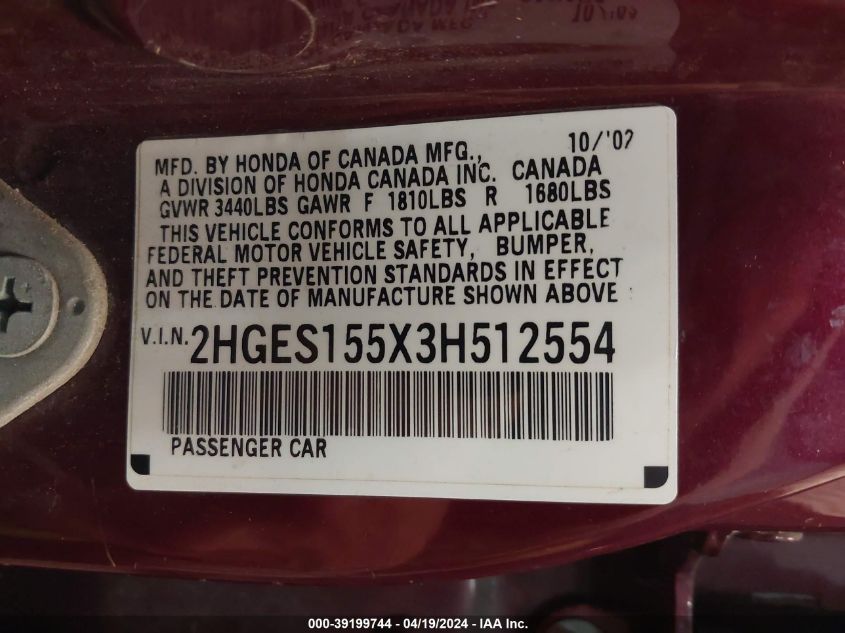 10/'02
MFD. BY HONDA OF CANADA MFG.,
A DIVISION OF HONDA CANADA INC. CANADA
GVWR 3440LBS GAWR F 1810LBS R 1680LBS
THIS VEHICLE CONFORMS TO ALL APPLICABLE
FEDERAL MOTOR VEHICLE SAFETY, BUMPER,
AND THEFT PREVENTION STANDARDS IN EFFECT
ON THE DATE OF MANUFACTURE SHOWN ABOVE
V.I.N. 2HGES155X3H512554
PASSENGER CAR
000-39199744 - 04/19/2024 - IAA Inc.